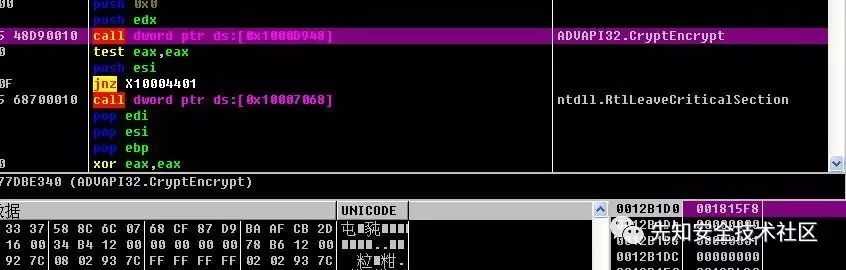 00 push 0x0
push edx
5 48D90010 call dword ptr ds:[0x1000D948] ADVAPI32.CryptEncrypt
0 test eax,eax
push esi
0F jnz X10004401
5 68700010 call dword ptr ds:[0x10007068] ntdll.RtlLeaveCriticalSection
pop edi
pop esi
pop ebp
0 xor eax,eax
77DBE340 (ADVAPI32.CryptEncrypt)
数据 UNICODE 0012B1D0 001815F8
33 37 58 8C 6C 07 68 CF 87 D9 BA AF CB 2D
16 00 34 B4 12 00 00 00 00 00 78 B6 12 00
92 7C 08 02 93 7C FF FF FF FF 02 02 93 7C 0012B1DC
先知安全技术社区